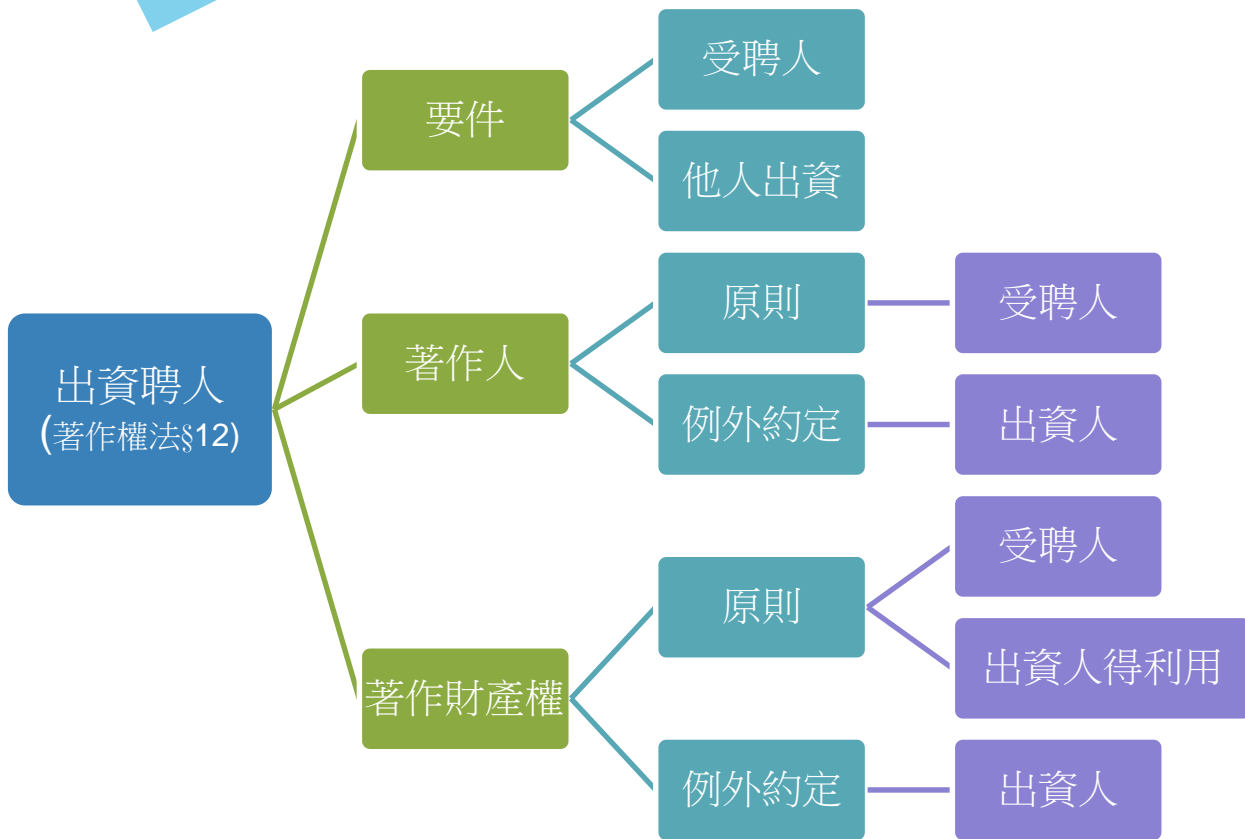 出資聘人
(著作權法§12)
要件
受聘人
他人出資
著作人
原則
受聘人
例外約定
出資人
著作財產權
原則
受聘人
出資人得利用
例外約定
出資人